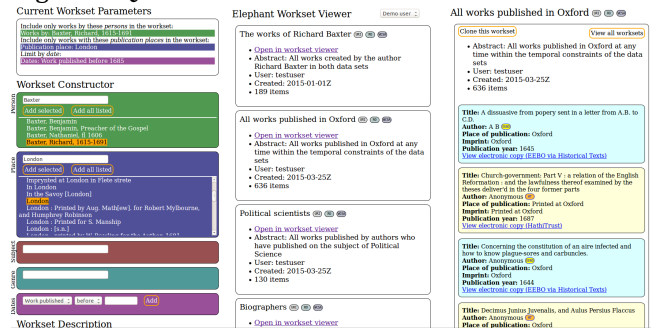 Current Workset Parameters
Include only works by these persons in the workset:
Works by: Baxter, Richard, 1615-1691
Include only works with these publication places in the workset:
Publication place: London
Limit by date:
Dates: Work published before 1685
Workset Constructor
Person
Baxter
Add selected Add all listed
Baxter, Benjamin
Baxter, Benjamin, Preacher of the Gospel
Baxter, Nathaniel, fl 1606
Baxter, Richard, 1615-1691
Place
London
Add selected Add all listed
Imprynted at London in Flete strete
In London
In the Savoy [London]
London
London : Printed by Aug. Math[ew]. for Robert Mylbourne,
and Humphrey Robinson
London : Printed for S. Manship
London : [s.n.]
Subject
Genre
Dates
Work published before Add
Workset Description
Elephant Workset Viewer
Demo user
The works of Richard Baxter
Open in workset viewer
Abstract: All works created by the author
Richard Baxter in both data sets
User: testuser
Created: 2015-01-01Z
189 items
All works published in Oxford
Open in workset viewer
Abstract: All works published in Oxford at any
time within the temporal constraints of the data
sets
User: testuser
Created: 2015-03-25Z
636 items
Political scientists
Open in workset viewer
Abstract: All works published by authors who
have published on the subject of Political
Science
User: testuser
Created: 2015-03-25Z
130 items
Biographers
Open in workset viewer
All works published in Oxford
Clone this workset View all worksets
Abstract: All works published in Oxford at any
time within the temporal constraints of the data
sets
User: testuser
Created: 2015-03-25Z
636 items
Title: A dissuasive from popery sent in a letter from A.B. to
C.D.
Author: A B
Place of publication: Oxford
Imprint: Oxford
Publication year: 1645
View electronic copy (EEBO via Historical Texts)
Title: Church-government: Part V : a relation of the English
Reformation : and the lawfulness thereof examined by the
theses deliver'd in the four former parts
Author: Anonymous
Place of publication: Printed at Oxford
Imprint: Printed at Oxford
Publication year: 1687
View electronic copy (HathiTrust)
Title: Concerning the constitution of an aire infected and
how to know plague-sores and carbuncles.
Author: Anonymous
Place of publication: Oxford
Imprint: Oxford
Publication year: 1644
View electronic copy (EEBO via Historical Texts)
Title: Decimus Junius Juvenalis, and Aulus Persius Flaccus
Author: Anonymous
Place of publication: Oxford